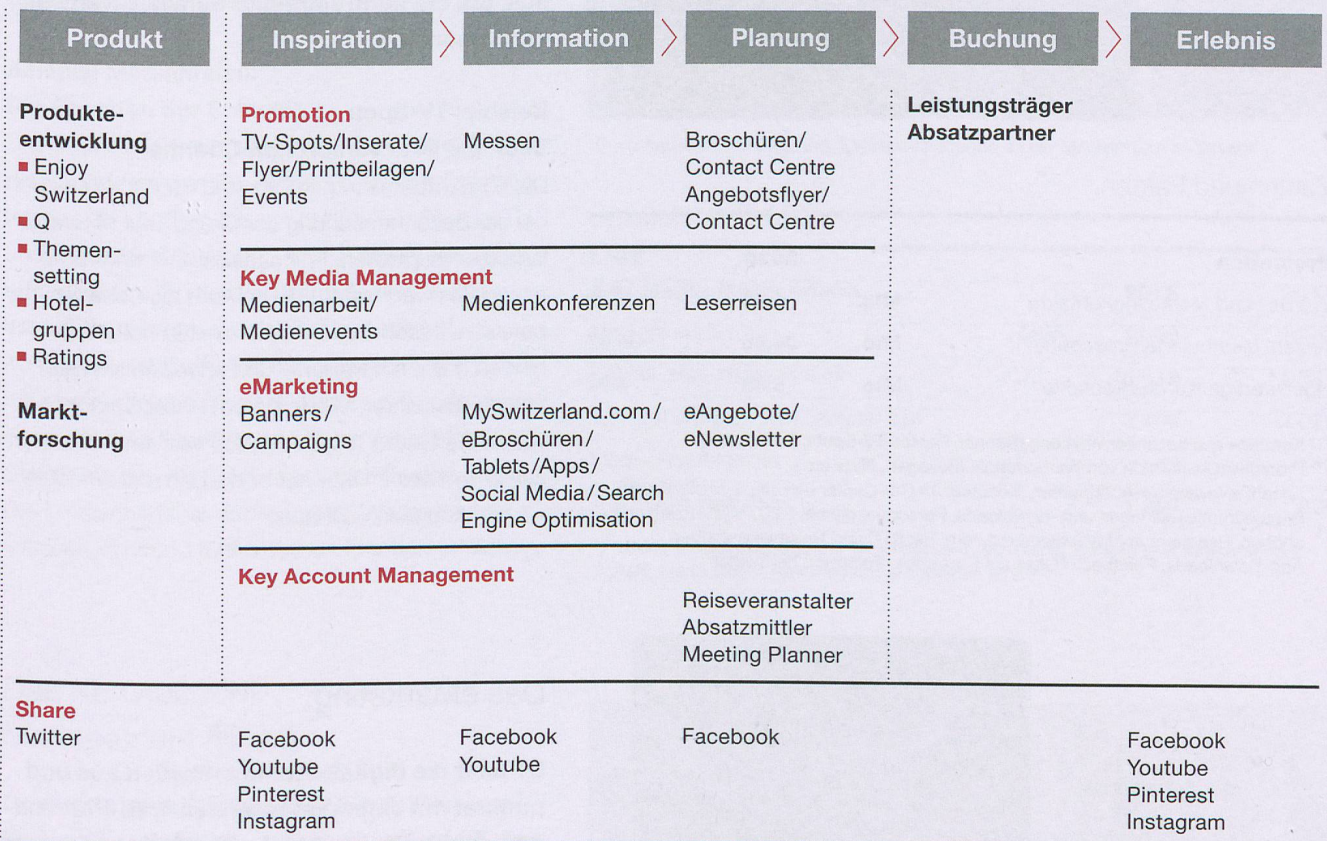 Produkt
Inspiration
Information
Planung
Buchung
Erlebnis
Produkte-
entwicklung
Enjoy
Switzerland
Q
Themen-
setting
Hotel
gruppen
Ratings
Markt-
forschung
Promotion
TV-Spots/Inserate/
Flyer/Printbeilagen/
Events
Messen
Broschüren/
Contact Centre
Angebotsflyer/
Contact Centre
Leistungsträger
Absatzpartner
Key Media Management
Medienarbeit/
Medienevents
Medienkonferenzen
Leserreisen
eMarketing
Banners/
Campaigns
MySwitzerland.com/
eBroschüren/
Tablets/Apps/
Social Media/Search
Engine Optimisation
eAngebote/
eNewsletter
Key Account Management
Reiseveranstalter
Absatzmittler
Meeting Planner
Share
Twitter
Facebook
Youtube
Pinterest
Instagram
Facebook
Youtube
Facebook
Facebook
Youtube
Pinterest
Instagram